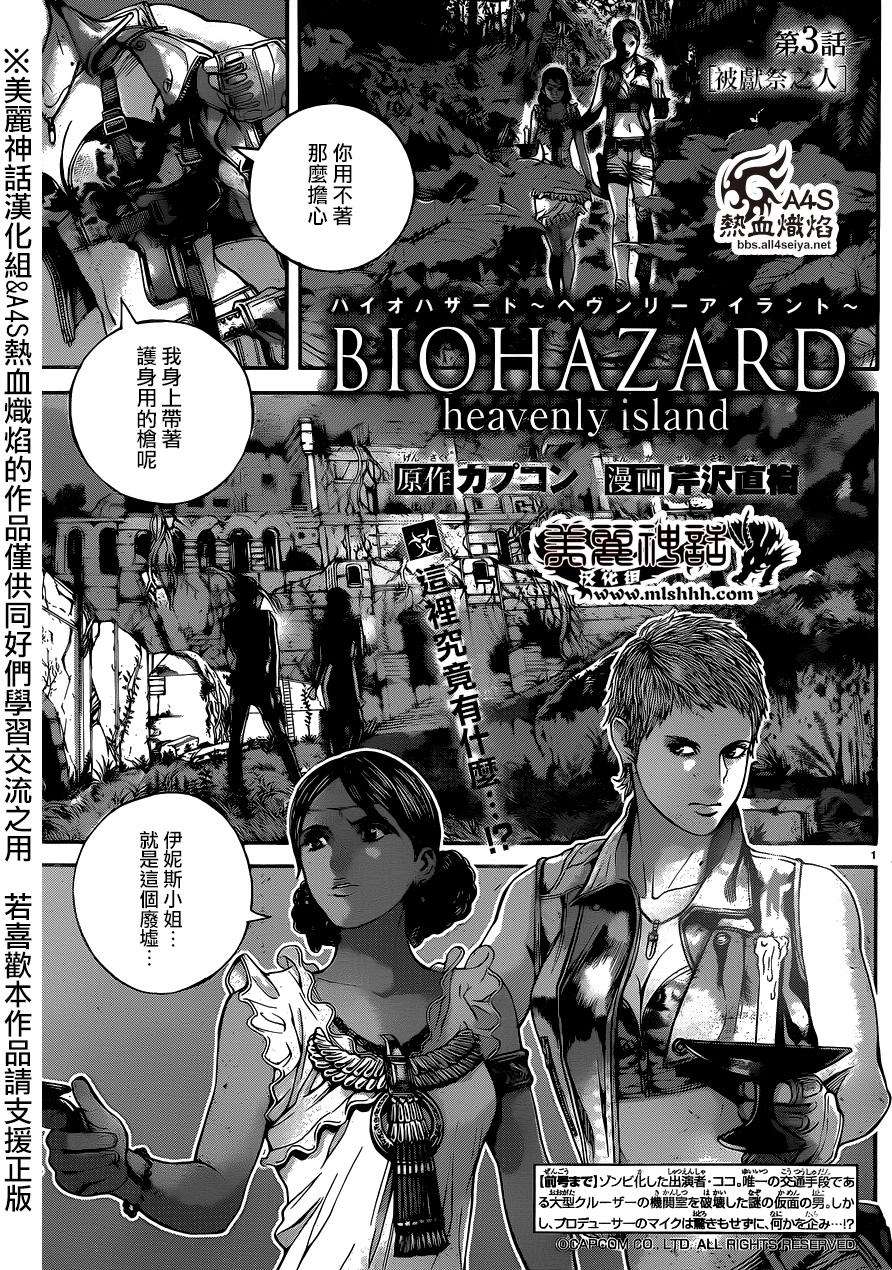 第3話
[被獻祭之人]
A4S
熱血熾焰
bbs.all4seiya.net
バイオハザード～ヘヴンリーアイランド～
BIOHAZARD
heavenly island
原作 カプコン 漫画 芹沢直樹
美麗神話
汉化组
www.mlshhh.com
你用不著
那麼擔心
我身上帶著
護身用的槍呢
這裡究竟有什麼…!?
伊妮斯小姐…
就是這個廢墟…
1
【前号まで】ゾンビ化した出演者・ココ。唯一の交通手段であ
る大型クルーザーの機関室を破壊した謎の仮面の男。しか
し、プロデューサーのマイクは驚きもせずに、何かを企み…!?
©CAPCOM CO., LTD. ALL RIGHTS RESERVED.
※美麗神話漢化組&A4S熱血熾焰的作品僅供同好們學習交流之用 若喜歡本作品請支援正版